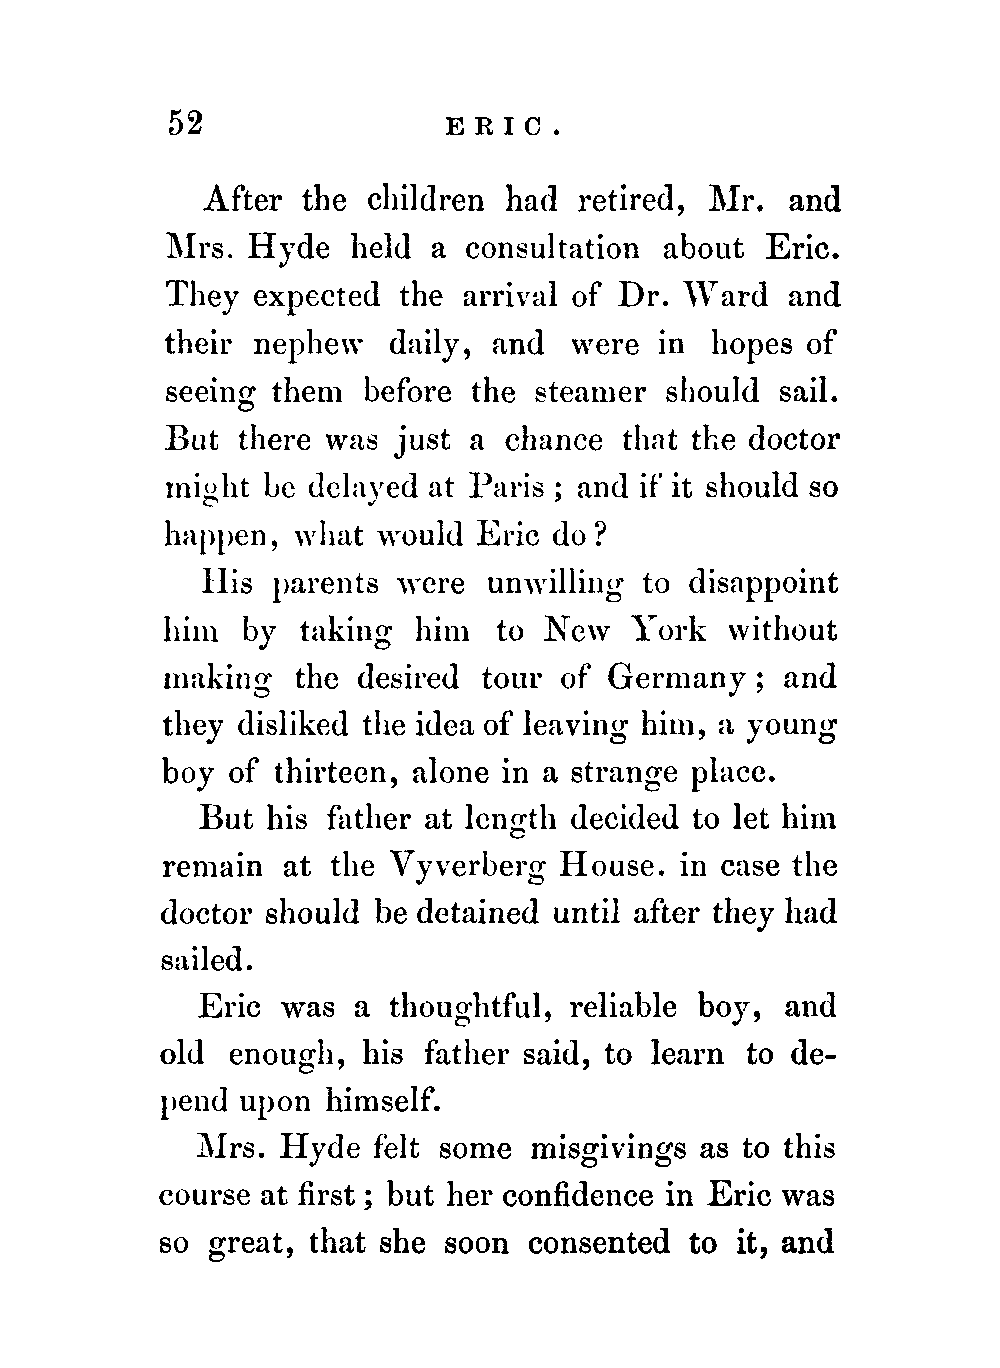 52 ERIC.
After the children had retired, Mr. and
Mrs. Hyde held a consultation about Eric.
They expected the arrival of Dr. Ward and
their nephew daily, and were in hopes of
seeing them before the steamer should sail.
But there was just a chance that the doctor
might be delayed at Paris ; and if it should so
happen, what would Eric do ?
His parents were unwilling to disappoint
him by taking him to New York without
making the desired tour of Germany ; and
they disliked the idea of leaving him, a young
boy of thirteen, alone in a strange place.
But his father at length decided to let him
remain at the Vyverberg House. in case the
doctor should be detained until after they had
sailed.
Eric was a thoughtful, reliable boy, and
old enough, his father said, to learn to de-
pend upon himself.
Mrs. Hyde felt some misgivings as to this
course at first ; but her confidence in Eric was
so great, that she soon consented to it, and